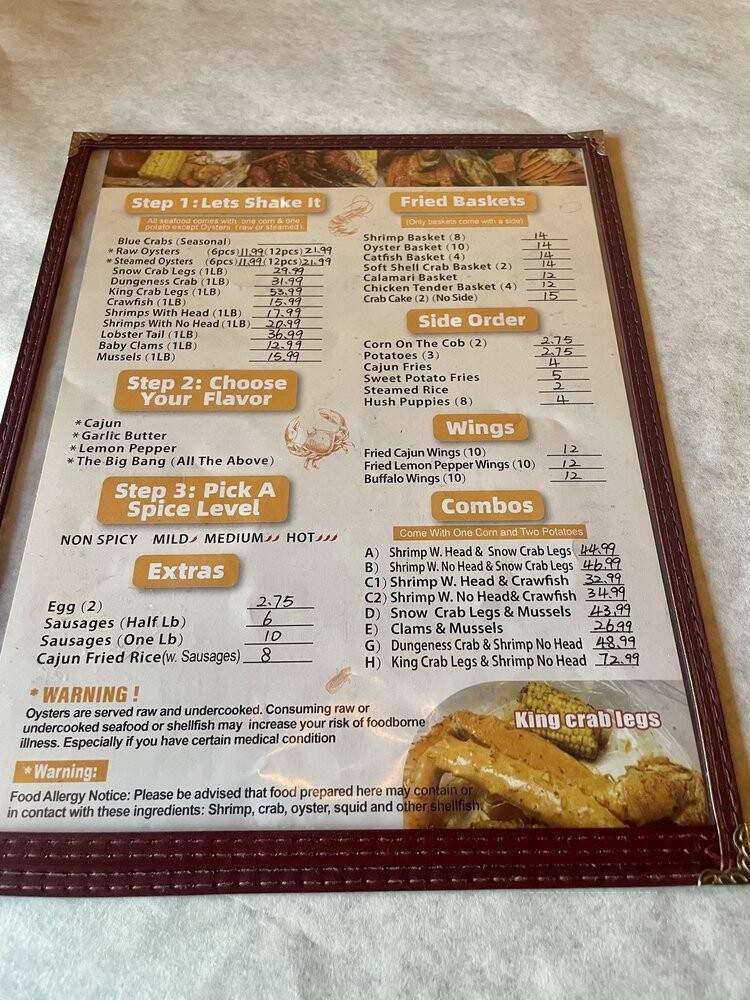 Step 1: Lets Shake It
All seafood comes with one corn & one
potato except Oysters (raw or steamed).
Blue Crabs (Seasonal)
* Raw Oysters (6pcs) 11.99 (12pcs) 21.99
* Steamed Oysters (6pcs) 11.99 (12pcs) 21.99
Snow Crab Legs (1LB) 29.99
Dungeness Crab (1LB) 31.99
King Crab Legs (1LB) 53.99
Crawfish (1LB) 15.99
Shrimps With Head (1LB) 17.99
Shrimps With No Head (1LB) 20.99
Lobster Tail (1LB) 36.99
Baby Clams (1LB) 12.99
Mussels (1LB) 15.99
Step 2: Choose
Your Flavor
* Cajun
* Garlic Butter
* Lemon Pepper
* The Big Bang (All The Above)
Step 3: Pick A
Spice Level
NON SPICY MILD MEDIUM HOT
Extras
Egg (2) 2.75
Sausages (Half Lb) 6
Sausages (One Lb) 10
Cajun Fried Rice (w. Sausages) 8
Fried Baskets
(Only baskets come with a side)
Shrimp Basket (8) 14
Oyster Basket (10) 14
Catfish Basket (4) 14
Soft Shell Crab Basket (2) 14
Calamari Basket 12
Chicken Tender Basket (4) 12
Crab Cake (2) (No Side) 15
Side Order
Corn On The Cob (2) 2.75
Potatoes (3) 2.75
Cajun Fries 4
Sweet Potato Fries 5
Steamed Rice 2
Hush Puppies (8) 4
Wings
Fried Cajun Wings (10) 12
Fried Lemon Pepper Wings (10) 12
Buffalo Wings (10) 12
Combos
Come With One Corn and Two Potatoes
A) Shrimp W. Head & Snow Crab Legs 44.99
B) Shrimp W. No Head & Snow Crab Legs 46.99
C1) Shrimp W. Head & Crawfish 32.99
C2) Shrimp W. No Head& Crawfish 34.99
D) Snow Crab Legs & Mussels 43.99
E) Clams & Mussels 26.99
G) Dungeness Crab & Shrimp No Head 48.99
H) King Crab Legs & Shrimp No Head 72.99
* WARNING !
Oysters are served raw and undercooked. Consuming raw or
undercooked seafood or shellfish may increase your risk of foodborne
illness. Especially if you have certain medical condition
* Warning:
Food Allergy Notice: Please be advised that food prepared here may contain or
in contact with these ingredients: Shrimp, crab, oyster, squid and other shellfish.
King crab legs